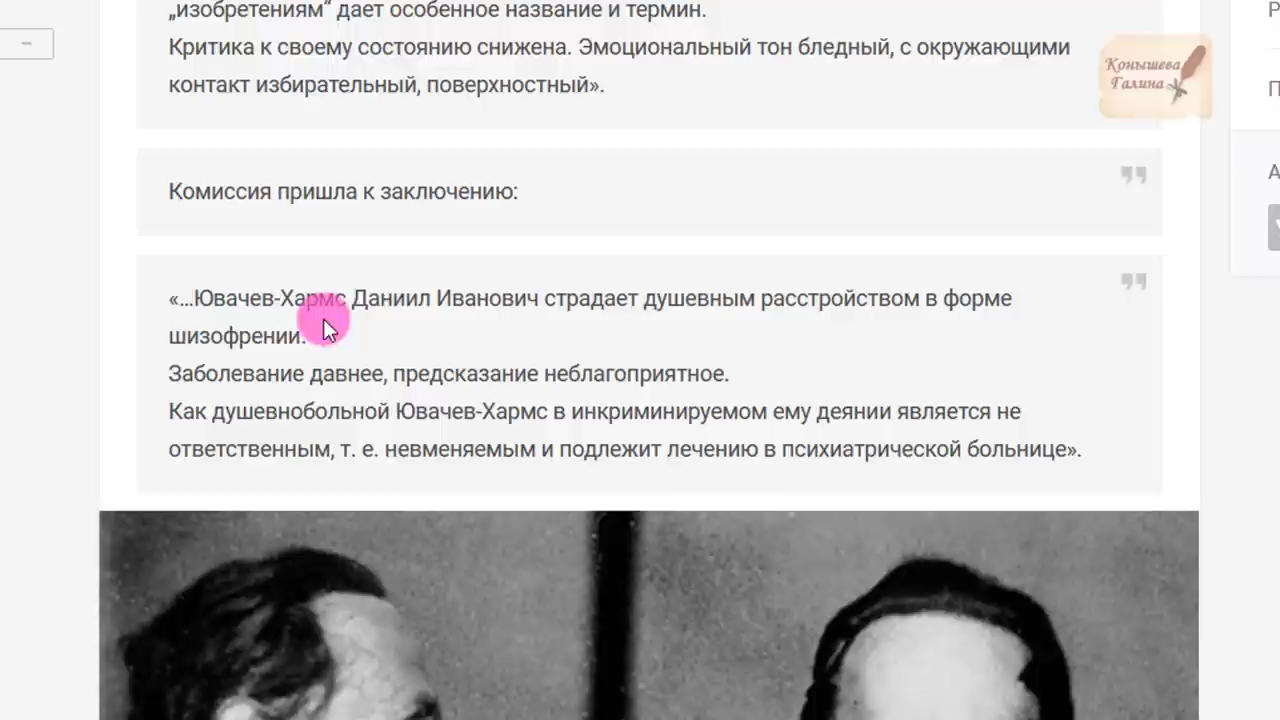 „изобретениям“ дает особенное название и термин.
Критика к своему состоянию снижена. Эмоциональный тон бледный, с окружающими
контакт избирательный, поверхностный».
Конышева
Галина
Комиссия пришла к заключению:
«…Ювачев-Хармс Даниил Иванович страдает душевным расстройством в форме
шизофрении.
Заболевание давнее, предсказание неблагоприятное.
Как душевнобольной Ювачев-Хармс в инкриминируемом ему деянии является не
ответственным, т. е. невменяемым и подлежит лечению в психиатрической больнице».